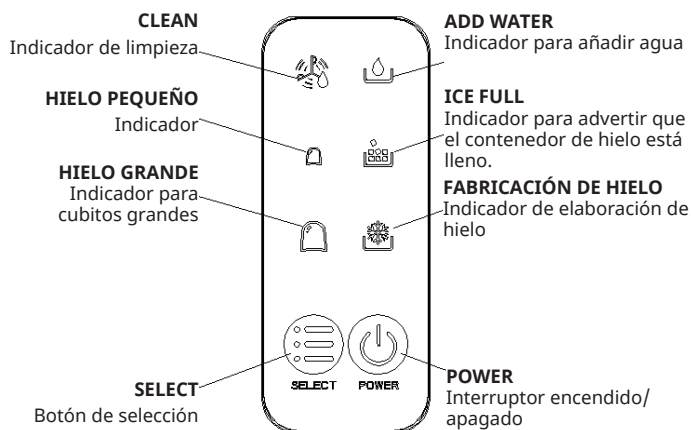 CLEAN
Indicador de limpieza
HIELO PEQUEÑO
Indicador
HIELO GRANDE
Indicador para
cubitos grandes
SELECT
Botón de selección
ADD WATER
Indicador para añadir agua
ICE FULL
Indicador para advertir que
el contenedor de hielo está
lleno.
FABRICACIÓN DE HIELO
Indicador de elaboración de
hielo
POWER
Interruptor encendido/
apagado
SELECT
POWER